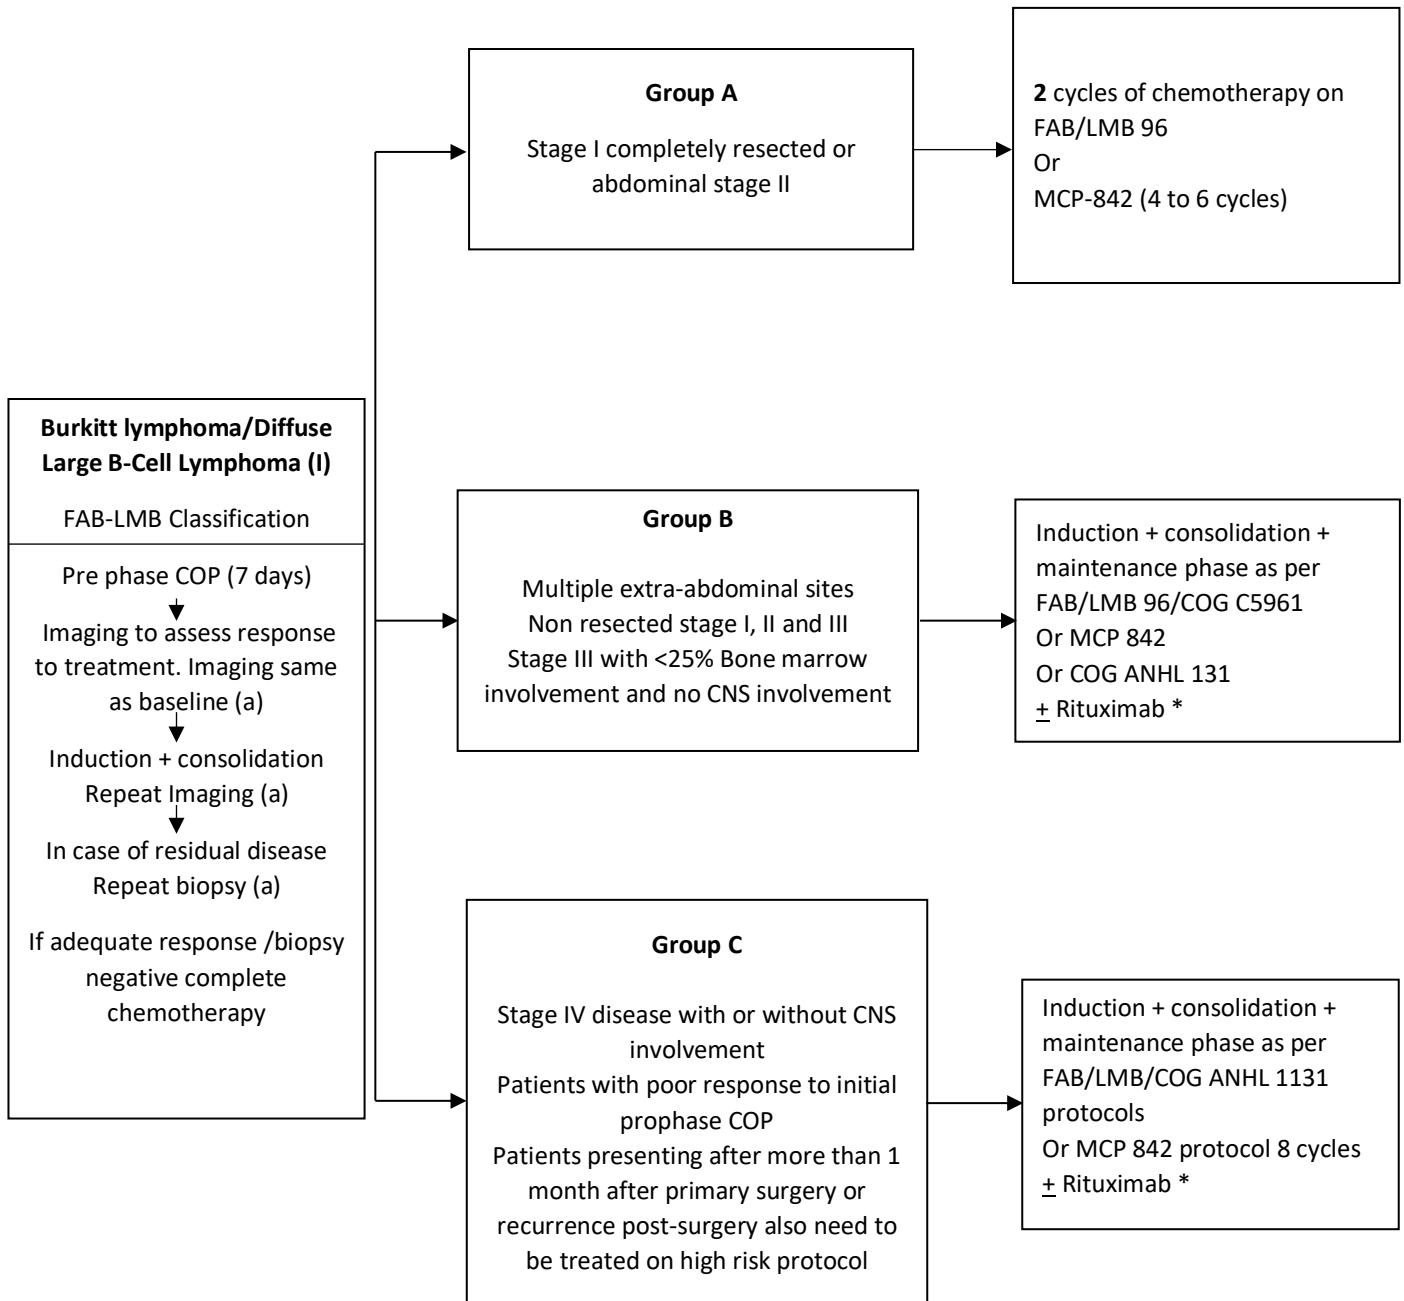 Burkitt lymphoma/Diffuse
Large B-Cell Lymphoma (I)
FAB-LMB Classification
Pre phase COP (7 days)
Imaging to assess response
to treatment. Imaging same
as baseline (a)
Induction + consolidation
Repeat Imaging (a)
In case of residual disease
Repeat biopsy (a)
If adequate response /biopsy
negative complete
chemotherapy
Group A
Stage I completely resected or
abdominal stage II
2 cycles of chemotherapy on
FAB/LMB 96
Or
MCP-842 (4 to 6 cycles)
Group B
Multiple extra-abdominal sites
Non resected stage I, II and III
Stage III with <25% Bone marrow
involvement and no CNS involvement
Induction + consolidation +
maintenance phase as per
FAB/LMB 96/COG C5961
Or MCP 842
Or COG ANHL 131
± Rituximab *
Group C
Stage IV disease with or without CNS
involvement
Patients with poor response to initial
prophase COP
Patients presenting after more than 1
month after primary surgery or
recurrence post-surgery also need to
be treated on high risk protocol
Induction + consolidation +
maintenance phase as per
FAB/LMB/COG ANHL 1131
protocols
Or MCP 842 protocol 8 cycles
± Rituximab *